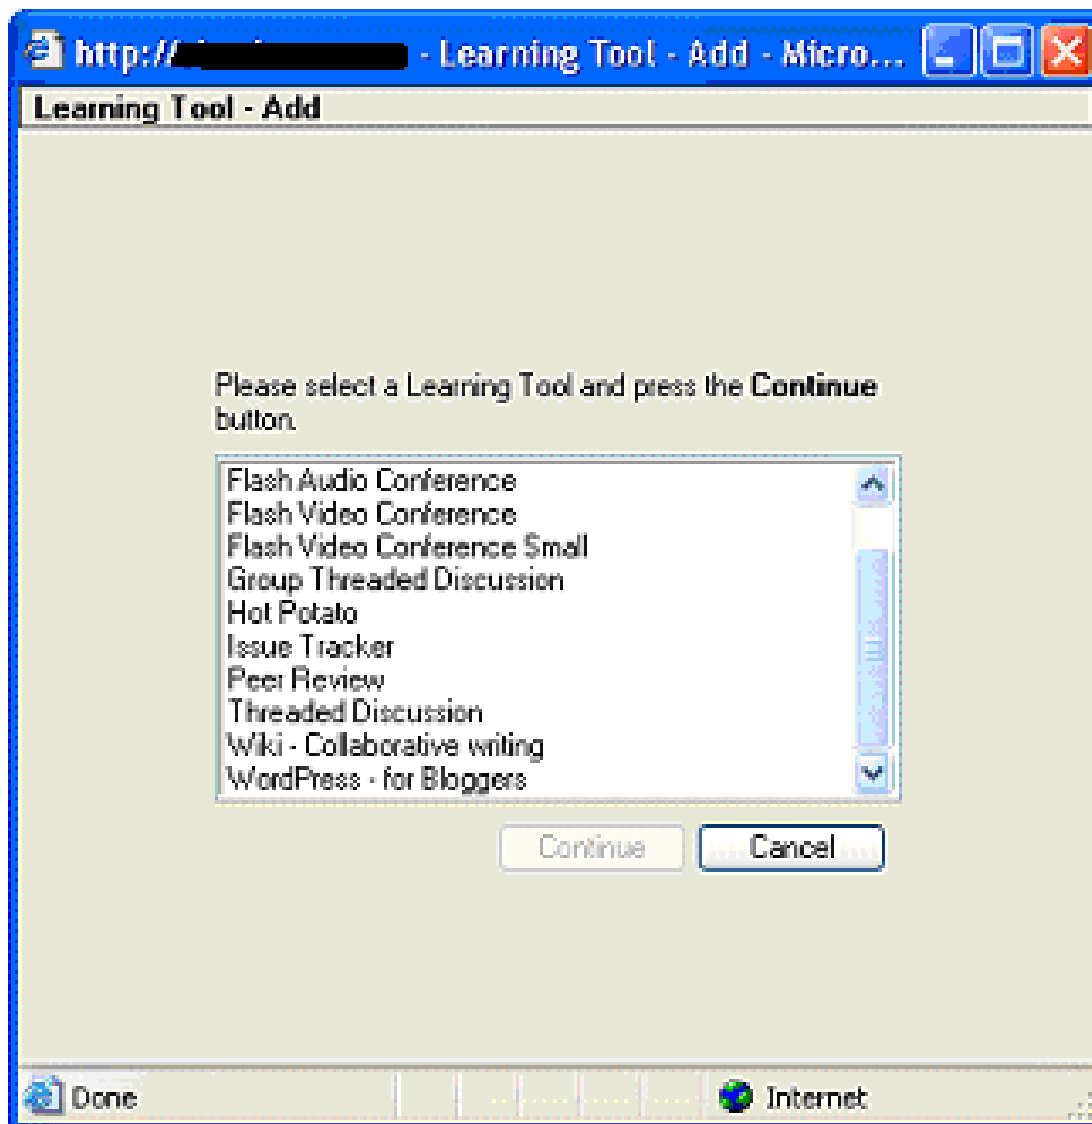 http:// - Learning Tool - Add - Micro...
Learning Tool - Add
Please select a Learning Tool and press the Continue
button.
Flash Audio Conference
Flash Video Conference
Flash Video Conference Small
Group Threaded Discussion
Hot Potato
Issue Tracker
Peer Review
Threaded Discussion
Wiki - Collaborative writing
WordPress - for Bloggers
Continue
Cancel
Done
Internet